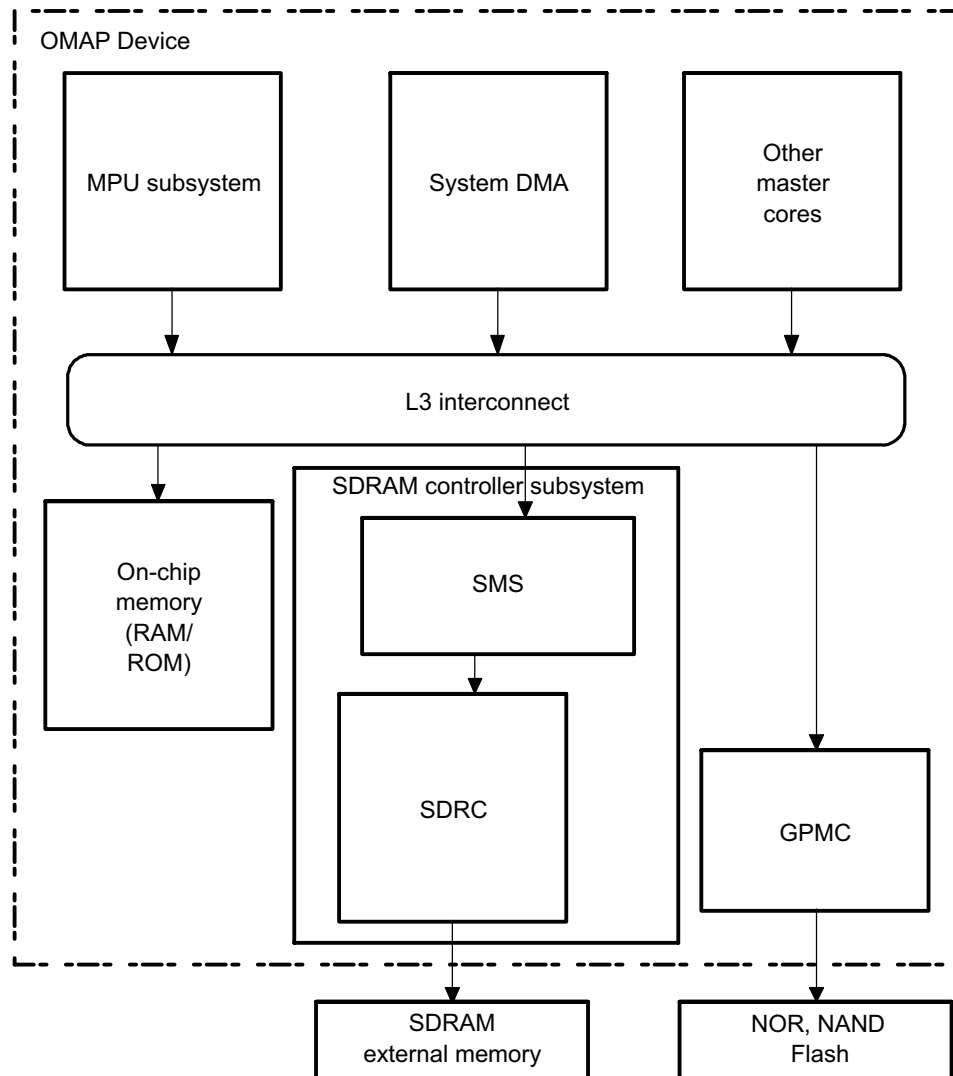 OMAP Device
MPU subsystem
System DMA
Other
master
cores
L3 interconnect
SDRAM controller subsystem
On-chip
memory
(RAM/
ROM)
SMS
SDRC
GPMC
SDRAM
external memory
NOR, NAND
Flash